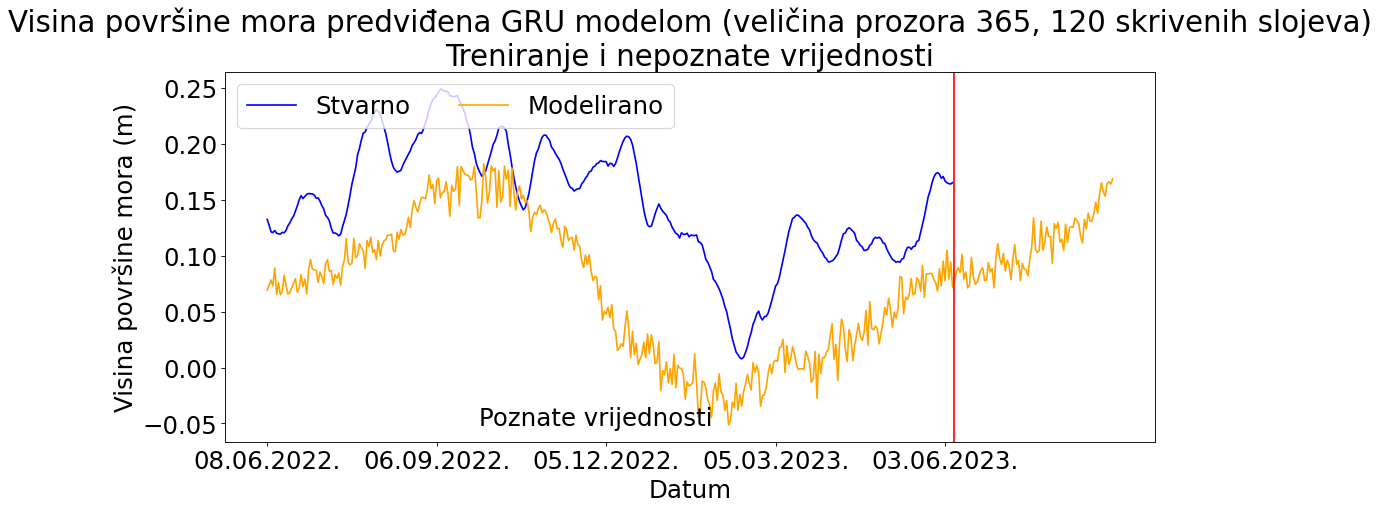 Visina površine mora predviđena GRU modelom (veličina prozora 365, 120 skrivenih slojeva)
Treniranje i nepoznate vrijednosti
Stvarno
Modelirano
Visina površine mora (m)
0.25
0.20
0.15
0.10
0.05
0.00
−0.05
Poznate vrijednosti
08.06.2022.
06.09.2022.
05.12.2022.
05.03.2023.
03.06.2023.
Datum